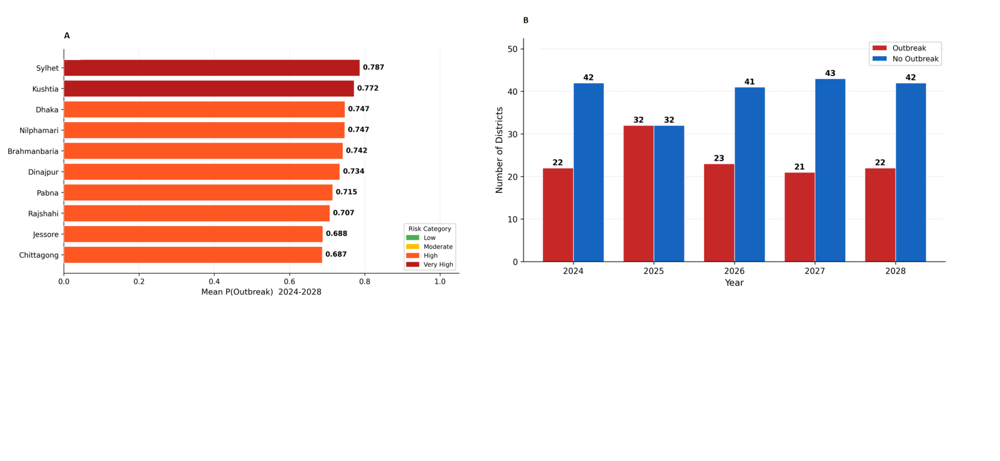 A
Sylhet
0.787
Kushtia
0.772
Dhaka
0.747
Nilphamari
0.747
Brahmanbaria
0.742
Dinajpur
0.734
Pabna
0.715
Rajshahi
0.707
Jessore
0.688
Chittagong
0.687
Risk Category
Low
Moderate
High
Very High
0.0 0.2 0.4 0.6 0.8 1.0
Mean P(Outbreak) 2024-2028
B
Outbreak
No Outbreak
Number of Districts
50
40
30
20
10
0
22 42
32 32
23 41
21 43
22 42
2024 2025 2026 2027 2028
Year